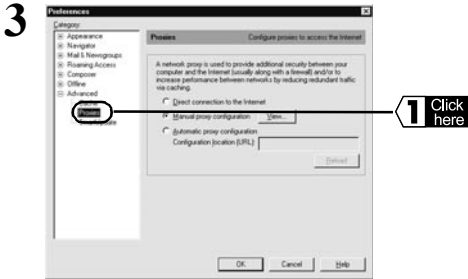 3
Preferences
Category:
Appearance
Navigator
Mail & Newsgroups
Roaming Access
Composer
Offline
Advanced
Proxies
Proxies
Configure proxies to access the Internet
A network proxy is used to provide additional security between your
computer and the Internet (usually along with a firewall) and/or to
increase performance between networks by reducing redundant traffic
via caching.
Direct connection to the Internet
Manual proxy configuration
View...
Automatic proxy configuration
Configuration location (URL):
Reload
OK
Cancel
Help
1 Click
here